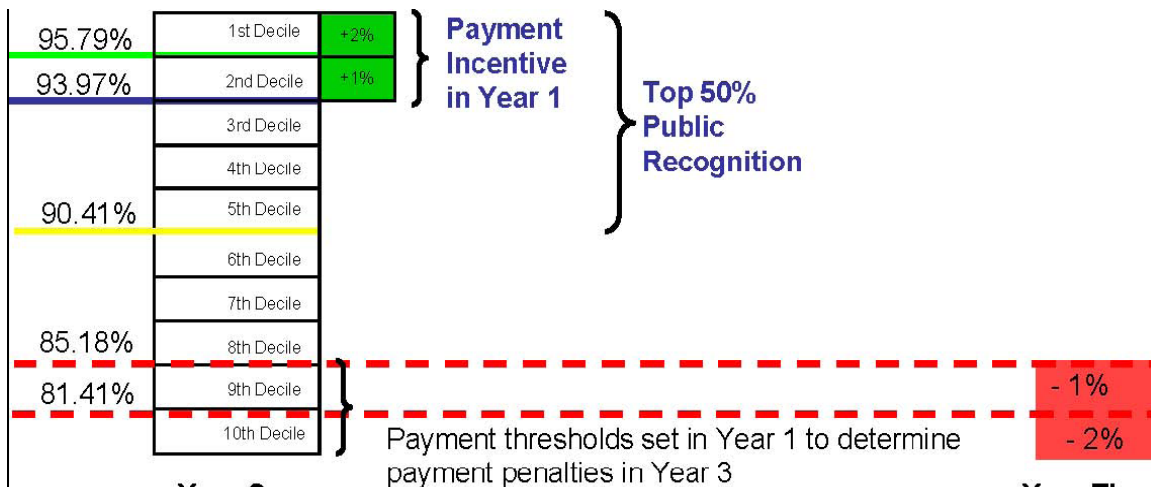 95.79%
1st Decile
+2%
Payment
Incentive
in Year 1
93.97%
2nd Decile
+1%
Top 50%
Public
Recognition
3rd Decile
4th Decile
90.41%
5th Decile
6th Decile
7th Decile
85.18%
8th Decile
81.41%
9th Decile
- 1%
10th Decile
- 2%
Payment thresholds set in Year 1 to determine
payment penalties in Year 3